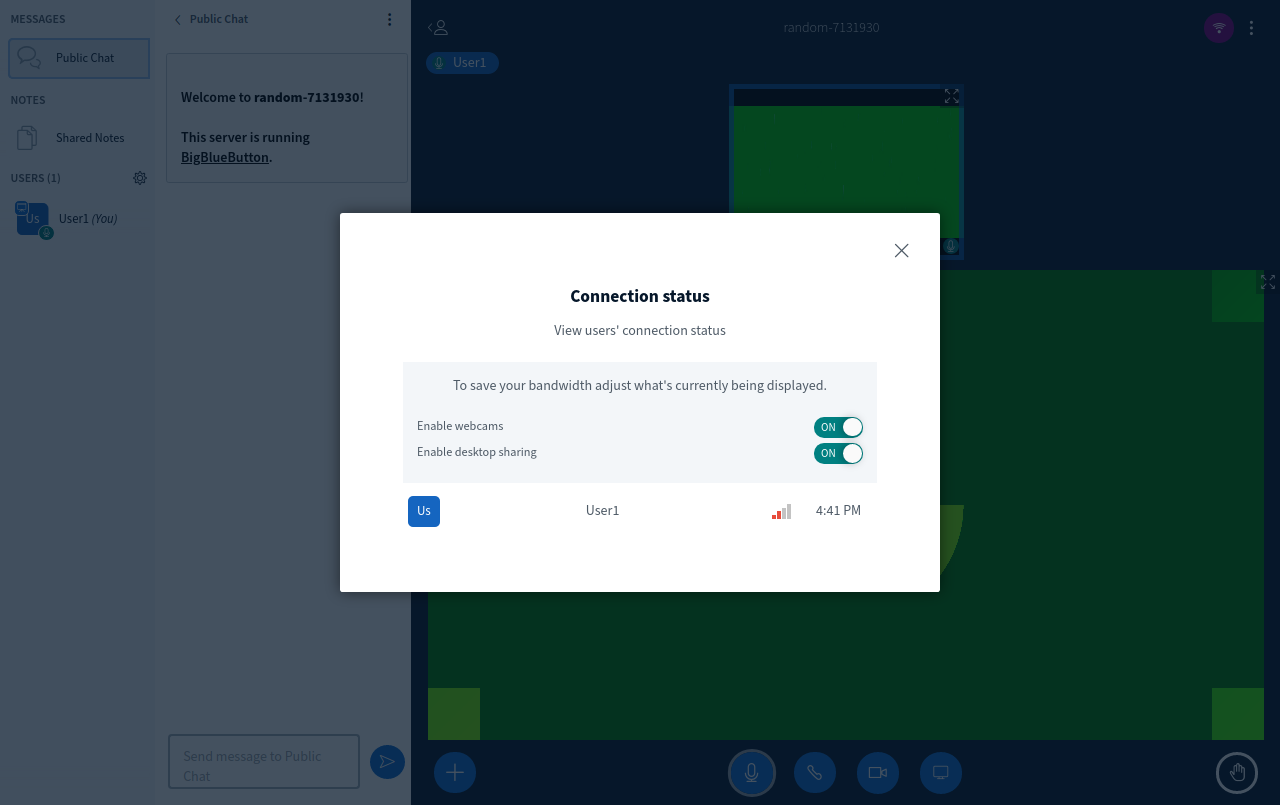 MESSAGES
Public Chat
NOTES
Shared Notes
USERS (1)
Us
User1 (You)
Public Chat
Welcome to random-7131930!
This server is running
BigBlueButton.
Send message to Public
Chat
random-7131930
User1
Connection status
View users' connection status
To save your bandwidth adjust what's currently being displayed.
Enable webcams ON
Enable desktop sharing ON
Us User1 4:41 PM